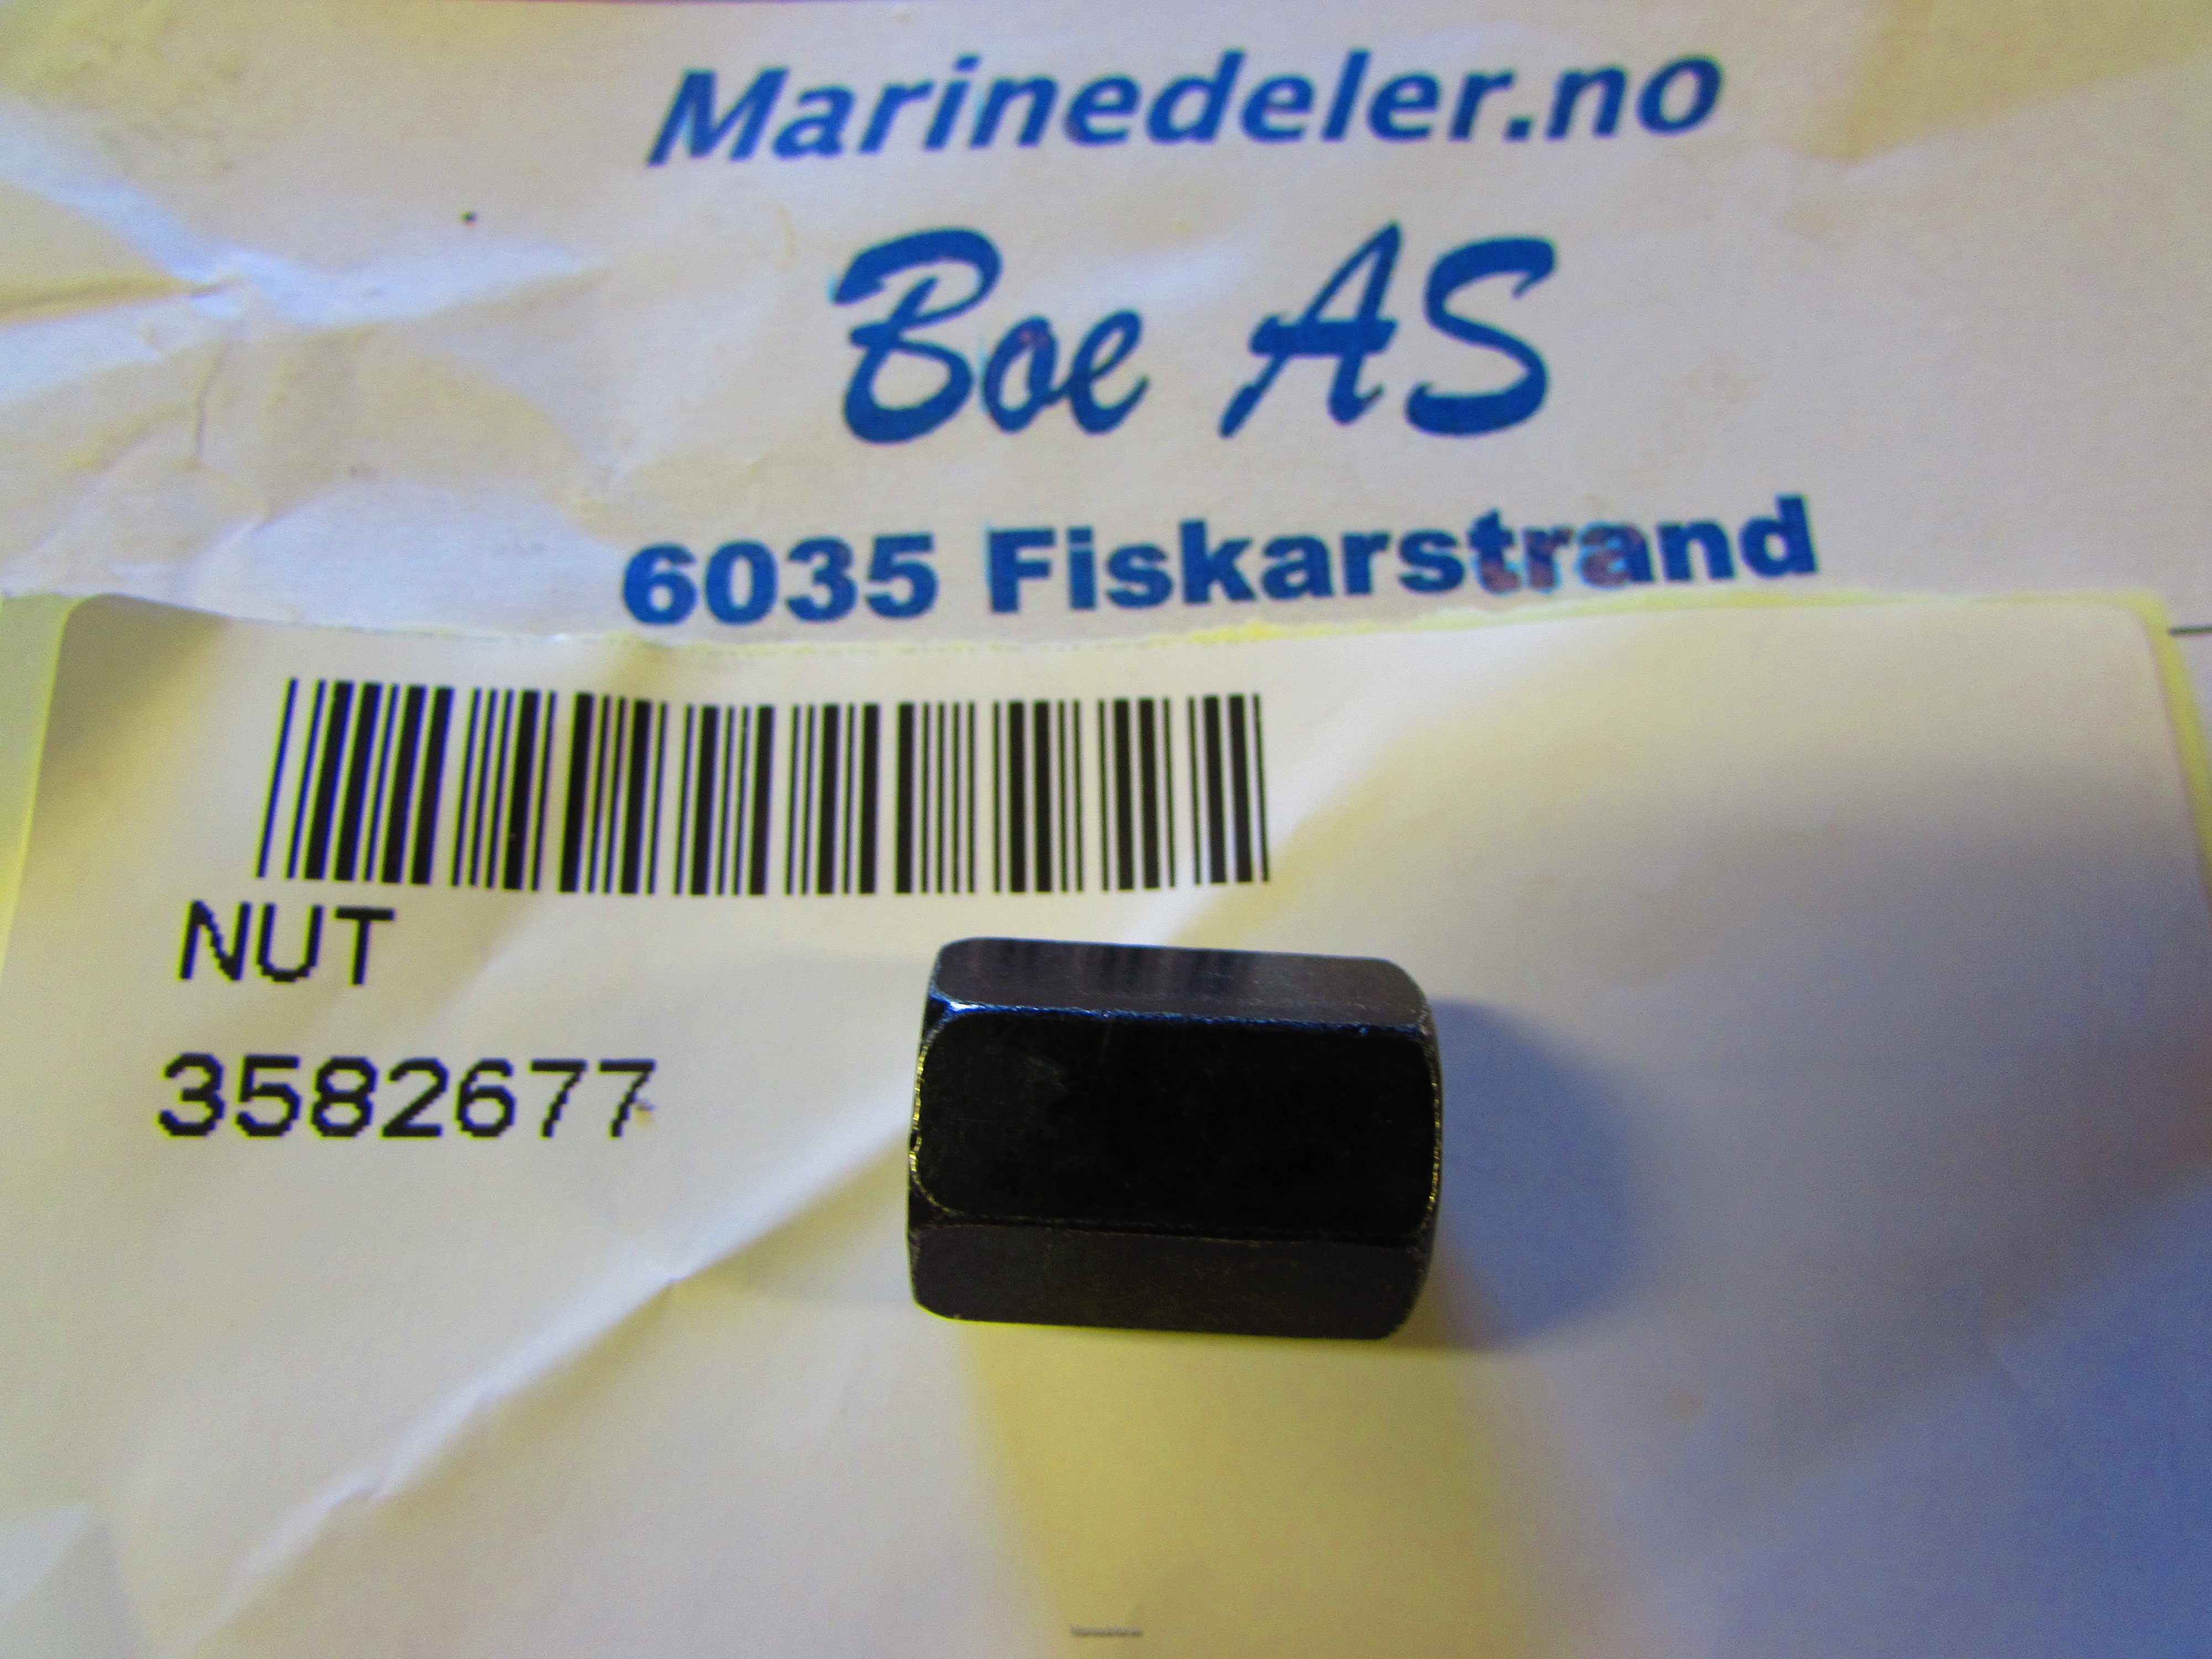 Marinedeler.no
Boe AS
6035 Fiskarstrand
NUT
3582677